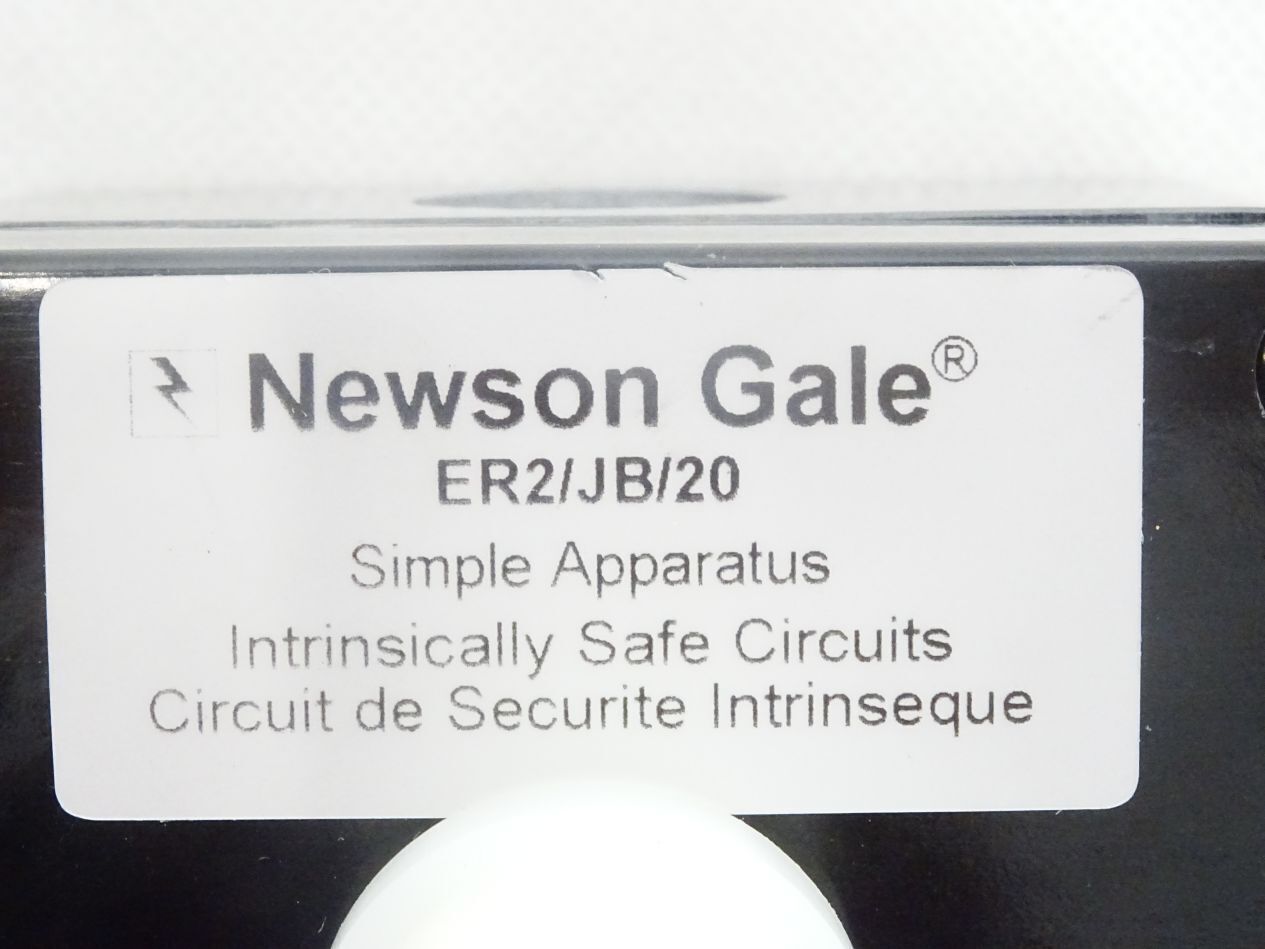 Newson Gale®
ER2/JB/20
Simple Apparatus
Intrinsically Safe Circuits
Circuit de Securite Intrinseque